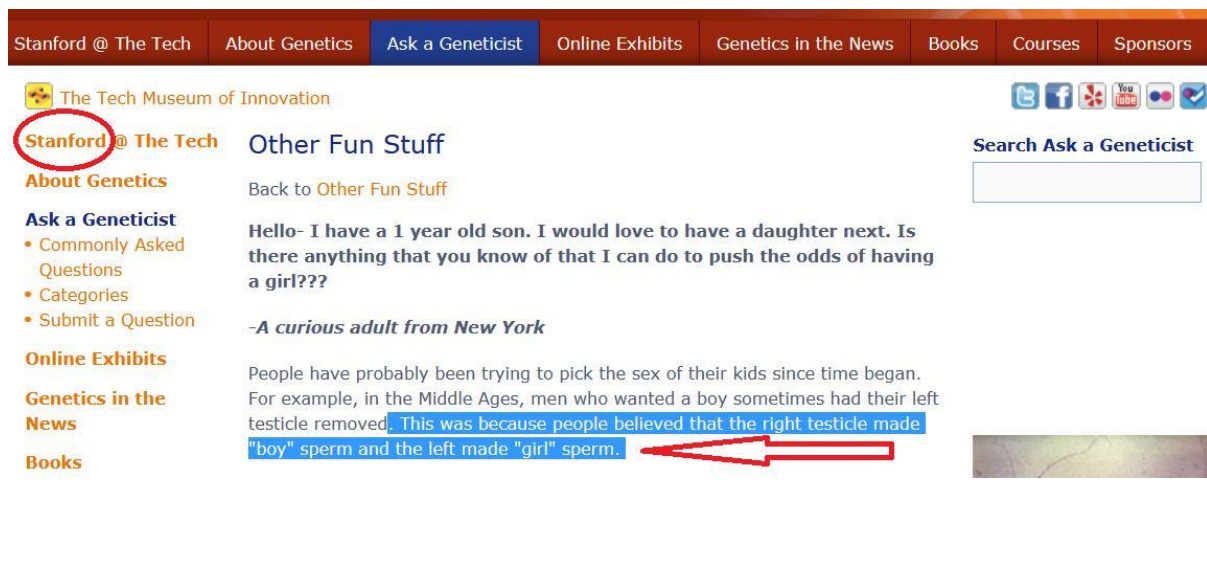 Stanford @ The Tech About Genetics Ask a Geneticist Online Exhibits Genetics in the News Books Courses Sponsors
The Tech Museum of Innovation
You
Tube
Stanford @ The Tech
About Genetics
Ask a Geneticist
• Commonly Asked
Questions
• Categories
• Submit a Question
Online Exhibits
Genetics in the
News
Books
Other Fun Stuff
Back to Other Fun Stuff
Hello- I have a 1 year old son. I would love to have a daughter next. Is
there anything that you know of that I can do to push the odds of having
a girl???
-A curious adult from New York
People have probably been trying to pick the sex of their kids since time began.
For example, in the Middle Ages, men who wanted a boy sometimes had their left
testicle removed. This was because people believed that the right testicle made
"boy" sperm and the left made "girl" sperm.
Search Ask a Geneticist